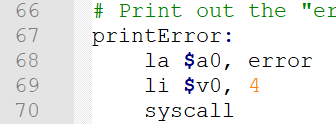 66 # Print out the "er
67 printError:
68 la $a0, error
69 li $v0, 4
70 syscall